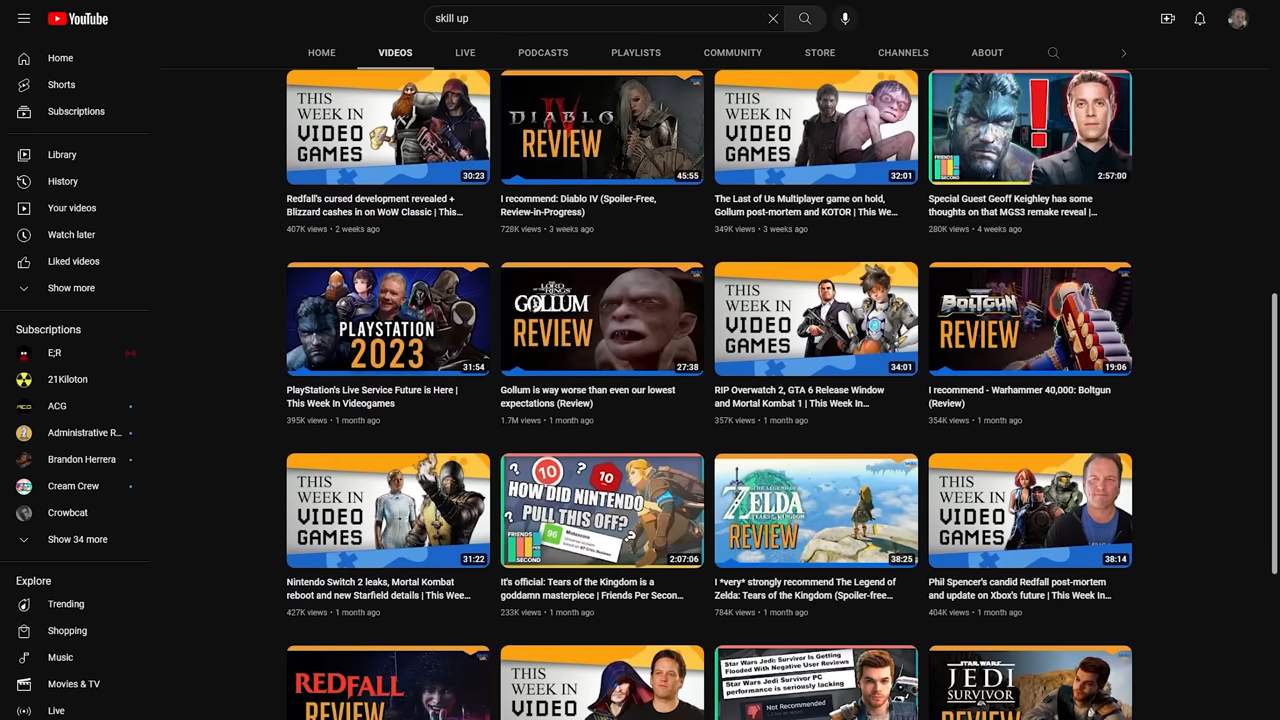 YouTube
skill up
HOME
VIDEOS
LIVE
PODCASTS
PLAYLISTS
COMMUNITY
STORE
CHANNELS
ABOUT
Home
Shorts
Subscriptions
Library
History
Your videos
Watch later
Liked videos
Show more
Subscriptions
E;R
21Kiloton
ACG
Administrative R...
Brandon Herrera
Cream Crew
Crowbcat
Show 34 more
Explore
Trending
Shopping
Music
Movies & TV
Live
THIS
WEEK IN
VIDEO
GAMES
30:23
Redfall's cursed development revealed +
Blizzard cashes in on WoW Classic | This...
407K views • 2 weeks ago
DIABLO
IV
REVIEW
45:55
I recommend: Diablo IV (Spoiler-Free,
Review-in-Progress)
728K views • 3 weeks ago
THIS
WEEK IN
VIDEO
GAMES
32:01
The Last of Us Multiplayer game on hold,
Gollum post-mortem and KOTOR | This We...
349K views • 3 weeks ago
FRIENDS
SECOND
2:57:00
Special Guest Geoff Keighley has some
thoughts on that MGS3 remake reveal |...
280K views • 4 weeks ago
PLAYSTATION
2023
31:54
PlayStation's Live Service Future is Here |
This Week In Videogames
395K views • 1 month ago
LORD
RINGS
GOLLUM
REVIEW
27:38
Gollum is way worse than even our lowest
expectations (Review)
1.7M views • 1 month ago
THIS
WEEK IN
VIDEO
GAMES
34:01
RIP Overwatch 2, GTA 6 Release Window
and Mortal Kombat 1 | This Week In...
357K views • 1 month ago
BOLTGUN
REVIEW
19:06
I recommend - Warhammer 40,000: Boltgun
(Review)
354K views • 1 month ago
THIS
WEEK IN
VIDEO
GAMES
31:22
Nintendo Switch 2 leaks, Mortal Kombat
reboot and new Starfield details | This Wee...
427K views • 1 month ago
? 10 ? 10
HOW DID NINTENDO
PULL THIS OFF?
96
Metascore
FRIENDS
SECOND
2:07:06
It's official: Tears of the Kingdom is a
goddamn masterpiece | Friends Per Secon...
233K views • 1 month ago
THE LEGEND OF
ZELDA
TEARS OF THE KINGDOM
REVIEW
38:25
I *very* strongly recommend The Legend of
Zelda: Tears of the Kingdom (Spoiler-free...
784K views • 1 month ago
THIS
WEEK IN
VIDEO
GAMES
38:14
Phil Spencer's candid Redfall post-mortem
and update on Xbox's future | This Week In...
404K views • 1 month ago
REDFALL
REVIEW
THIS
WEEK IN
VIDEO
Star Wars Jedi: Survivor Is Getting
Flooded With Negative User Reviews
Star Wars Jedi: Survivor PC
performance is seriously lacking
Not Recommended
STAR WARS
JEDI
SURVIVOR
REVIEW